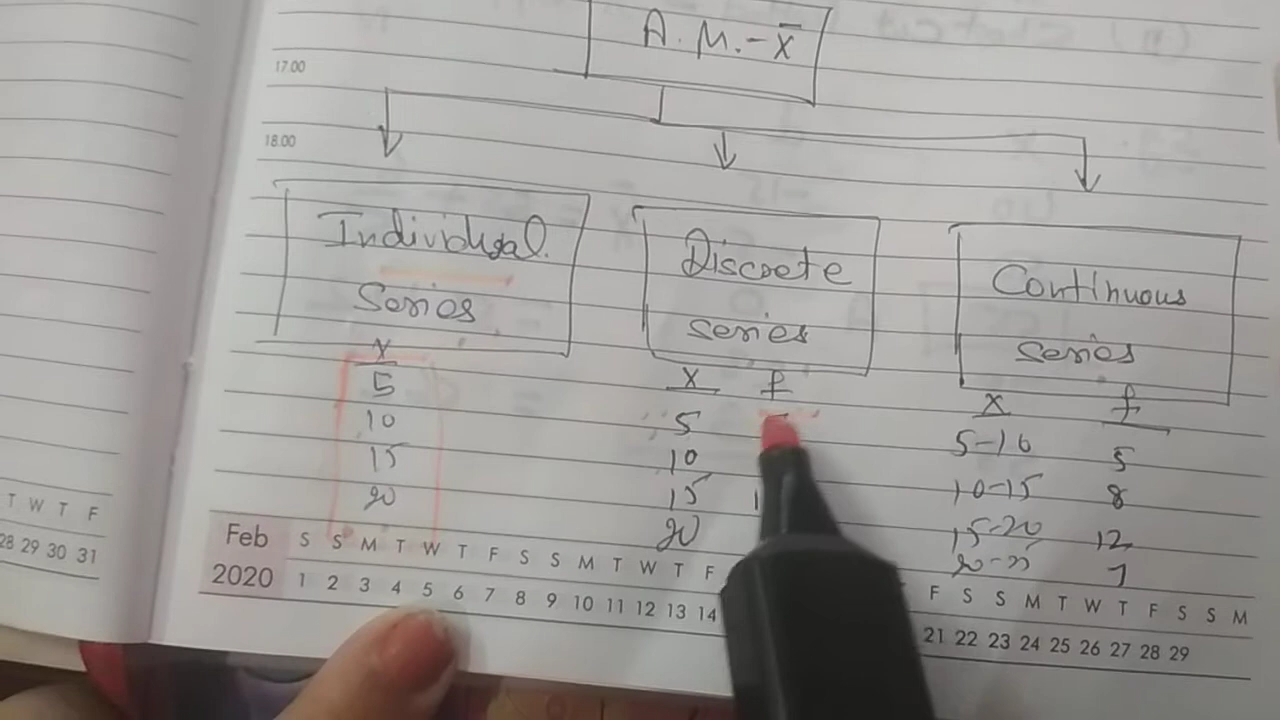 17.00
A.M.-x̄
18.00
Individual
Series
x
5
10
15
20
Discrete
series
x f
5
10
15
20
Continuous
series
x f
5-10 5
10-15 8
15-20 12
7
Feb
2020
S S M T W T F S S M T W T F
1 2 3 4 5 6 7 8 9 10 11 12 13 14
F S S M T W T F S S M
21 22 23 24 25 26 27 28 29
T W T F
28 29 30 31